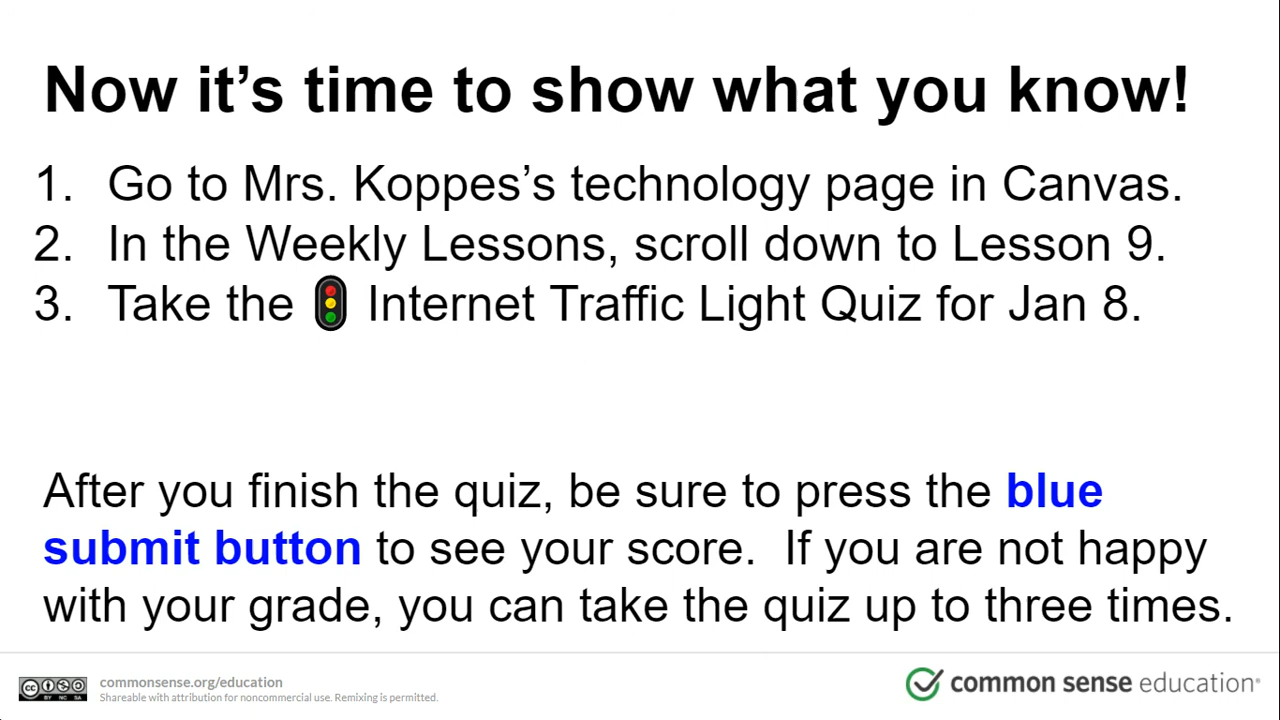 Now it’s time to show what you know!
1. Go to Mrs. Koppes’s technology page in Canvas.
2. In the Weekly Lessons, scroll down to Lesson 9.
3. Take the 🚦 Internet Traffic Light Quiz for Jan 8.
After you finish the quiz, be sure to press the blue
submit button to see your score.  If you are not happy
with your grade, you can take the quiz up to three times.
cc BY NC SA
commonsense.org/education
Shareable with attribution for noncommercial use. Remixing is permitted.
common sense education®